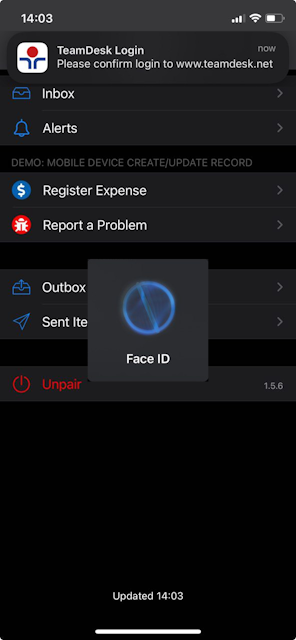 14:03
TeamDesk Login
now
Please confirm login to www.teamdesk.net
Inbox
Alerts
DEMO: MOBILE DEVICE CREATE/UPDATE RECORD
$ Register Expense
Report a Problem
Outbox
Sent Ite
Face ID
Unpair
1.5.6
Updated 14:03